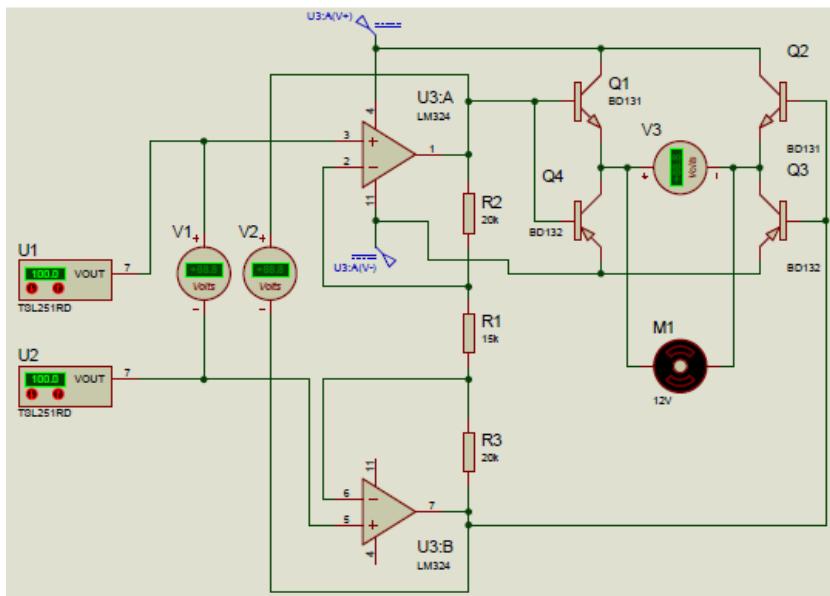 U3:A(V+)
Q2
4
U3:A
LM324
Q1
BD131
V3
3
2
1
Volts
BD131
11
Q4
Q3
R2
20k
BD132
V1
V2
U1
U3:A(V-)
BD132
100.0
VOUT
7
Volts
Volts
TSL251RD
R1
15k
M1
U2
12V
100.0
VOUT
7
TSL251RD
R3
20k
11
6
5
7
4
U3:B
LM324